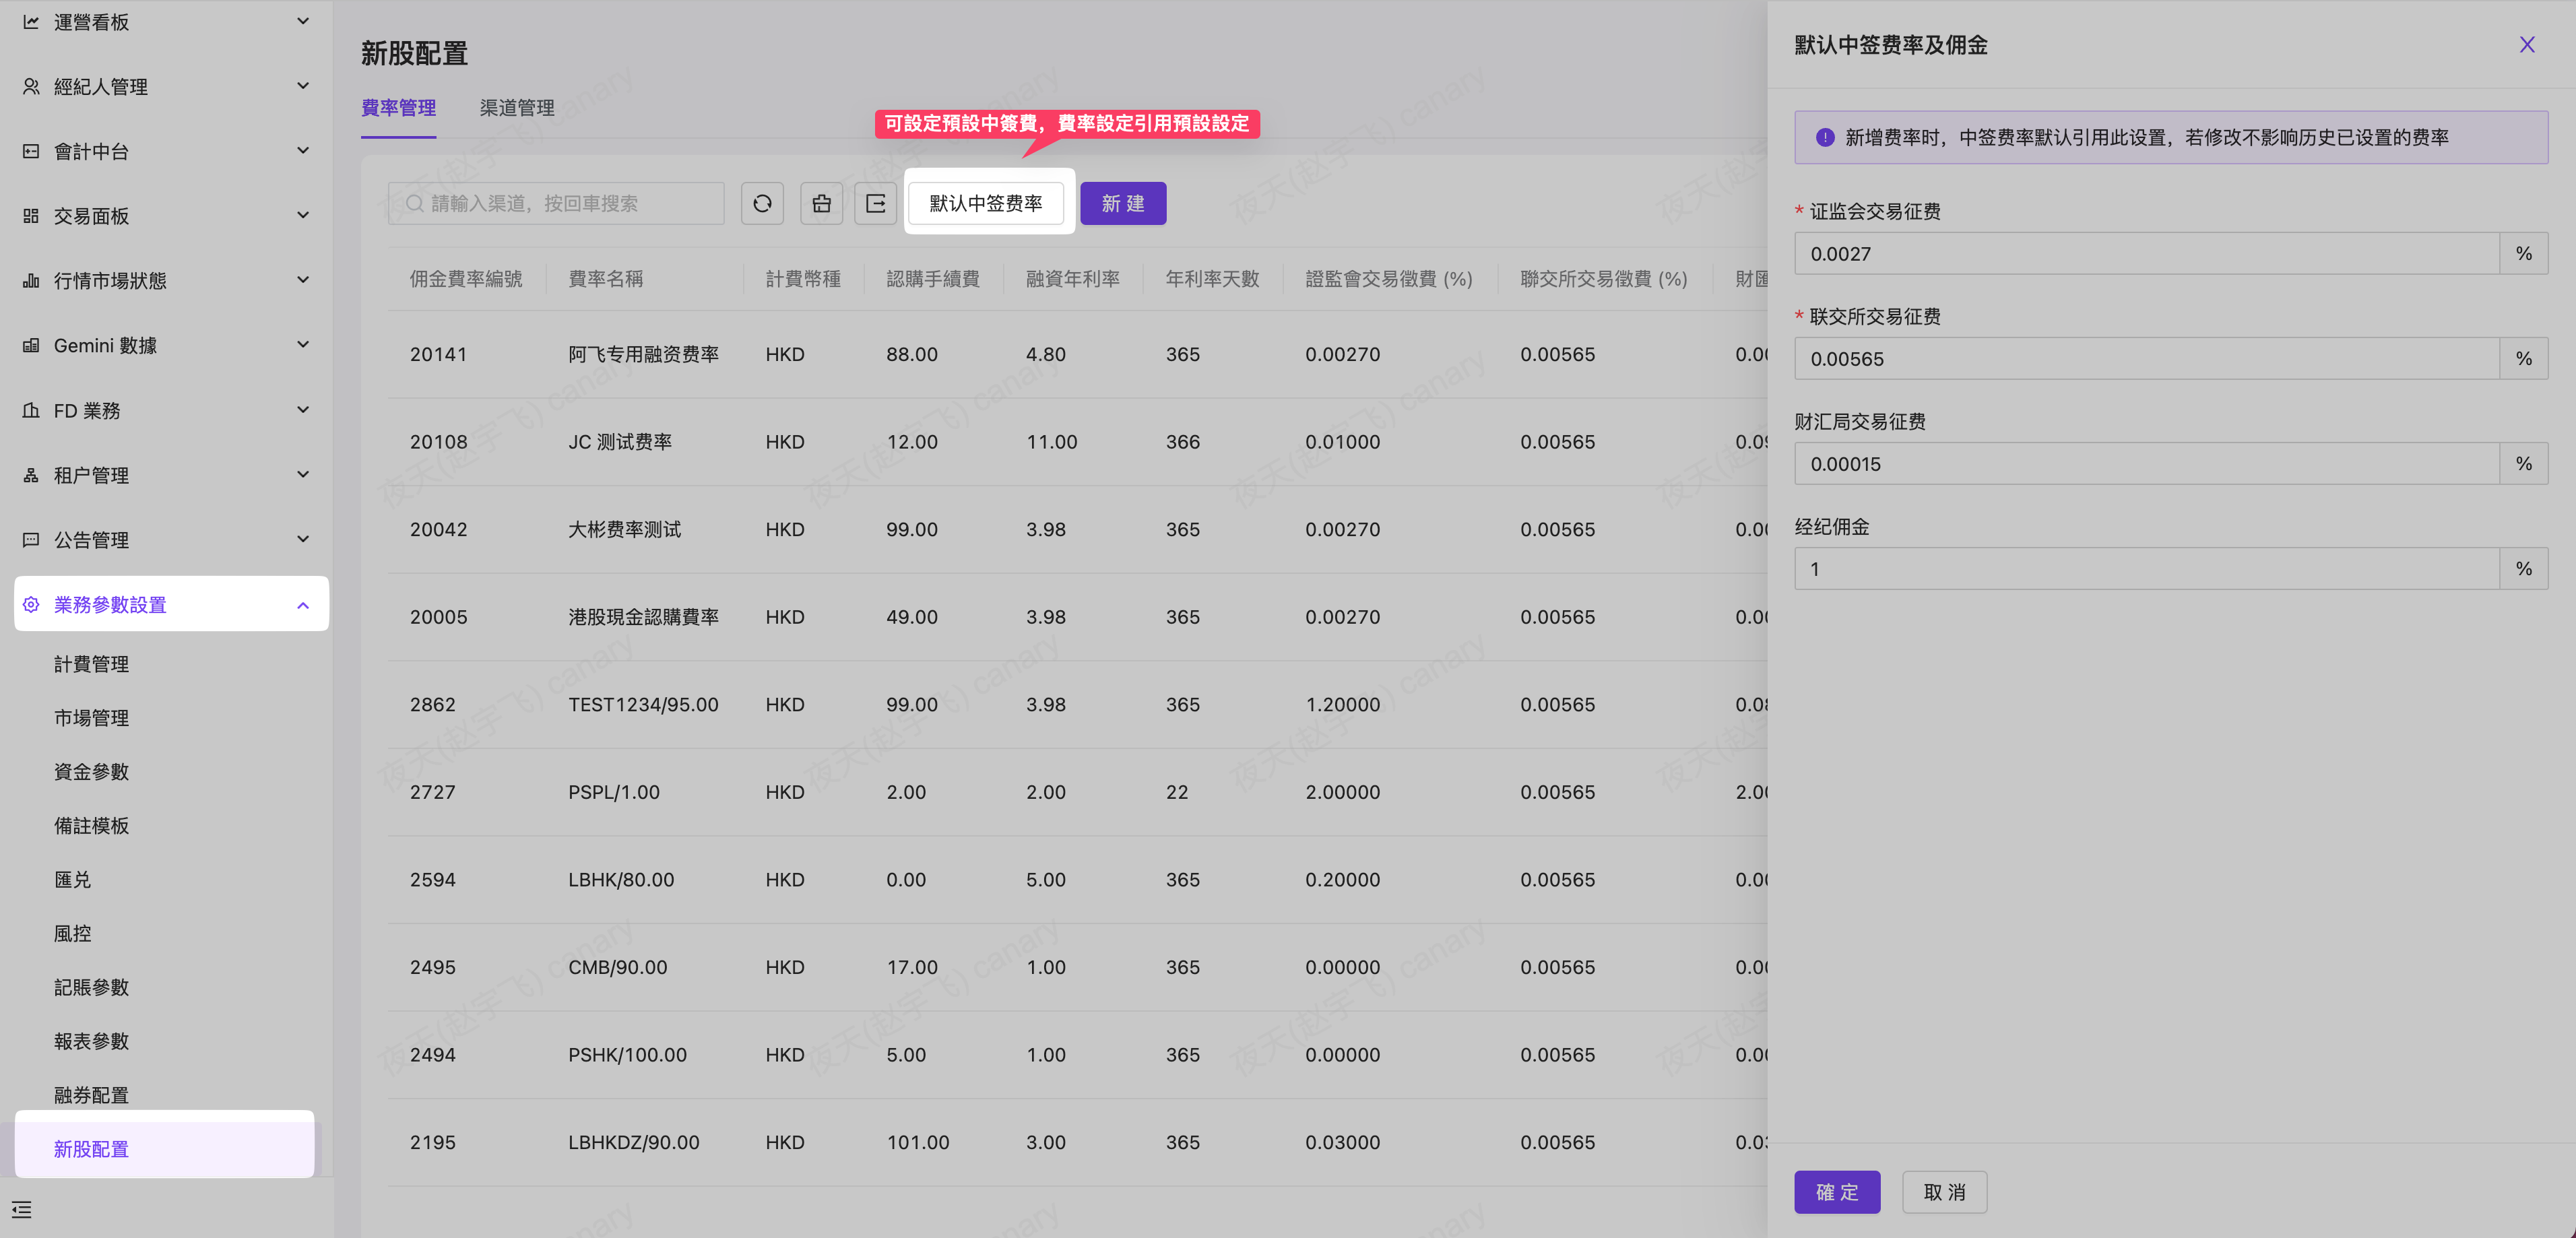 運營看板
經紀人管理
會計中台
交易面板
行情市場狀態
Gemini 數據
FD 業務
租户管理
公告管理
業務參數設置
計費管理
市場管理
資金參數
備註模板
匯兑
風控
記賬參數
報表參數
融券配置
新股配置
新股配置
費率管理 渠道管理
可設定預設中簽費，費率設定引用預設設定
請輸入渠道，按回車搜索 默认中签费率 新 建
佣金費率編號 費率名稱 計費幣種 認購手續費 融資年利率 年利率天數 證監會交易徵費 (%) 聯交所交易徵費 (%) 財匯
20141 阿飞专用融资费率 HKD 88.00 4.80 365 0.00270 0.00565 0.00
20108 JC 测试费率 HKD 12.00 11.00 366 0.01000 0.00565 0.09
20042 大彬费率测试 HKD 99.00 3.98 365 0.00270 0.00565 0.00
20005 港股現金認購費率 HKD 49.00 3.98 365 0.00270 0.00565 0.00
2862 TEST1234/95.00 HKD 99.00 3.98 365 1.20000 0.00565 0.08
2727 PSPL/1.00 HKD 2.00 2.00 22 2.00000 0.00565 2.00
2594 LBHK/80.00 HKD 0.00 5.00 365 0.20000 0.00565 0.00
2495 CMB/90.00 HKD 17.00 1.00 365 0.00000 0.00565 0.00
2494 PSHK/100.00 HKD 5.00 1.00 365 0.00000 0.00565 0.00
2195 LBHKDZ/90.00 HKD 101.00 3.00 365 0.03000 0.00565 0.03
夜天(赵宇飞) canary
默认中签费率及佣金
新增费率时，中签费率默认引用此设置，若修改不影响历史已设置的费率
* 证监会交易征费
0.0027 %
* 联交所交易征费
0.00565 %
财汇局交易征费
0.00015 %
经纪佣金
1 %
確 定 取 消